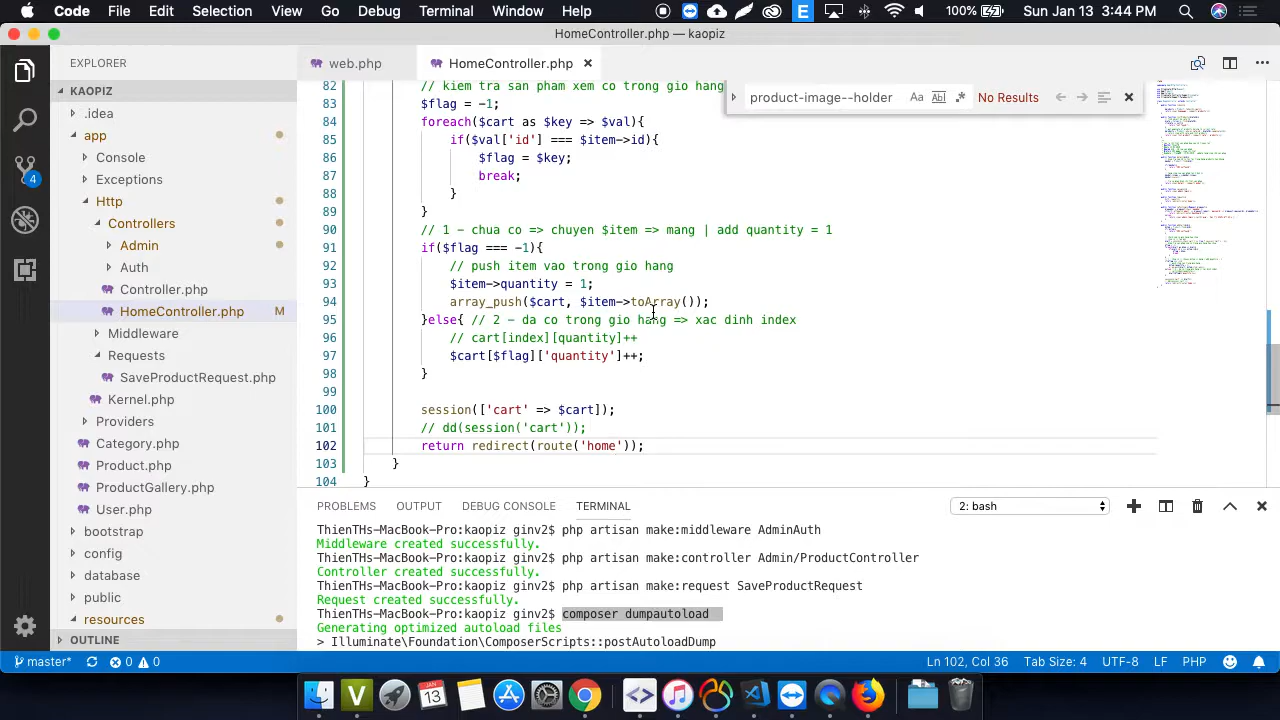 Code File Edit Selection View Go Debug Terminal Window Help 100% Sun Jan 13 3:44 PM
HomeController.php — kaopiz
EXPLORER
web.php
HomeController.php
KAOPIZ
.idea
app
Console
Exceptions
Http
Controllers
Admin
Auth
Controller.php
HomeController.php M
Middleware
Requests
SaveProductRequest.php
Kernel.php
Providers
Category.php
Product.php
ProductGallery.php
User.php
bootstrap
config
database
public
resources
OUTLINE
4
product-image--holder Aa Abl .* No Results
82 // kiem tra san pham xem co trong gio hang
83 $flag = -1;
84 foreach($cart as $key => $val){
85 if($val['id'] === $item->id){
86 $flag = $key;
87 break;
88 }
89 }
90 // 1 - chua co => chuyen $item => mang | add quantity = 1
91 if($flag === -1){
92 // push item vao trong gio hang
93 $item->quantity = 1;
94 array_push($cart, $item->toArray());
95 }else{ // 2 - da co trong gio hang => xac dinh index
96 // cart[index][quantity]++
97 $cart[$flag]['quantity']++;
98 }
99
100 session(['cart' => $cart]);
101 // dd(session('cart'));
102 return redirect(route('home'));
103 }
104 }
PROBLEMS OUTPUT DEBUG CONSOLE TERMINAL 2: bash
ThienTHs-MacBook-Pro:kaopiz ginv2$ php artisan make:middleware AdminAuth
Middleware created successfully.
ThienTHs-MacBook-Pro:kaopiz ginv2$ php artisan make:controller Admin/ProductController
Controller created successfully.
ThienTHs-MacBook-Pro:kaopiz ginv2$ php artisan make:request SaveProductRequest
Request created successfully.
ThienTHs-MacBook-Pro:kaopiz ginv2$ composer dumpautoload
Generating optimized autoload files
> Illuminate\Foundation\ComposerScripts::postAutoloadDump
master* 0 0 Ln 102, Col 36 Tab Size: 4 UTF-8 LF PHP